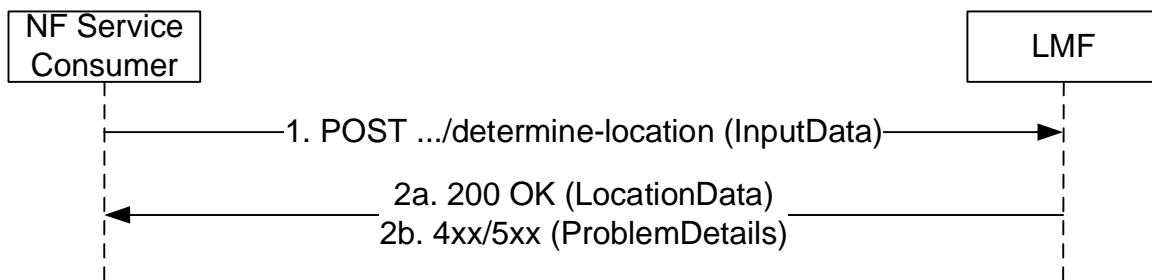 NF Service
Consumer
LMF
1. POST .../determine-location (InputData)
2a. 200 OK (LocationData)
2b. 4xx/5xx (ProblemDetails)